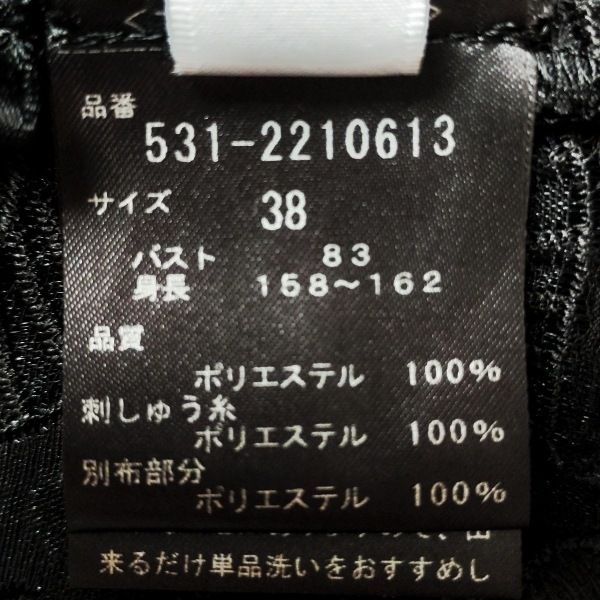 品番
531-2210613
サイズ 38
バスト 83
身長 158～162
品質
ポリエステル 100%
刺しゅう糸
ポリエステル 100%
別布部分
ポリエステル 100%
来るだけ単品洗いをおすすめし